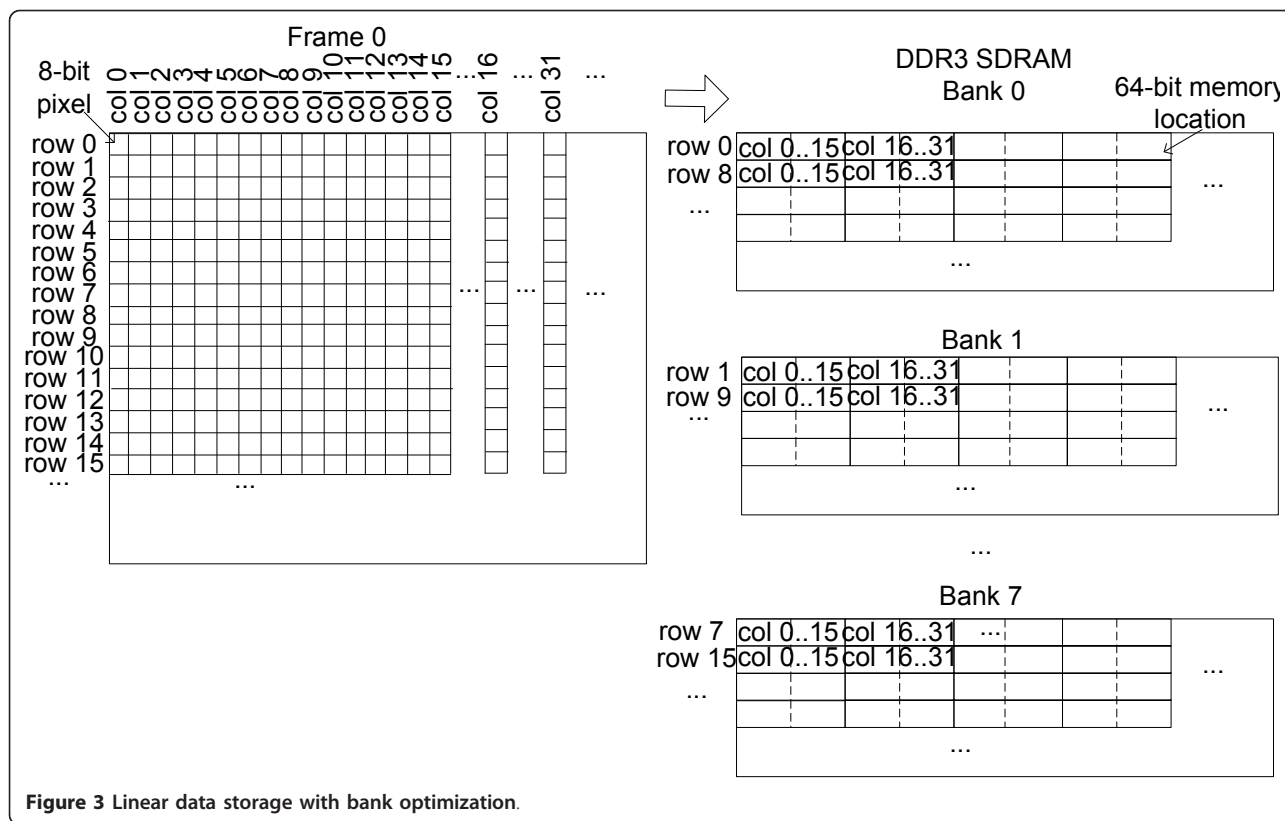 Frame 0
8-bit
pixel
col 0
col 1
col 2
col 3
col 4
col 5
col 6
col 7
col 8
col 9
col 10
col 11
col 12
col 13
col 14
col 15
...
col 16
...
col 31
...
row 0
row 1
row 2
row 3
row 4
row 5
row 6
row 7
... ... ...
row 8
row 9
row 10
row 11
row 12
row 13
row 14
row 15
... ...
DDR3 SDRAM
Bank 0
64-bit memory
location
row 0 col 0..15 col 16..31
row 8 col 0..15 col 16..31 ...
...
...
Bank 1
row 1 col 0..15 col 16..31
row 9 col 0..15 col 16..31
... ...
...
...
Bank 7
row 7 col 0..15 col 16..31 ...
row 15 col 0..15 col 16..31 ...
...
...
Figure 3 Linear data storage with bank optimization.